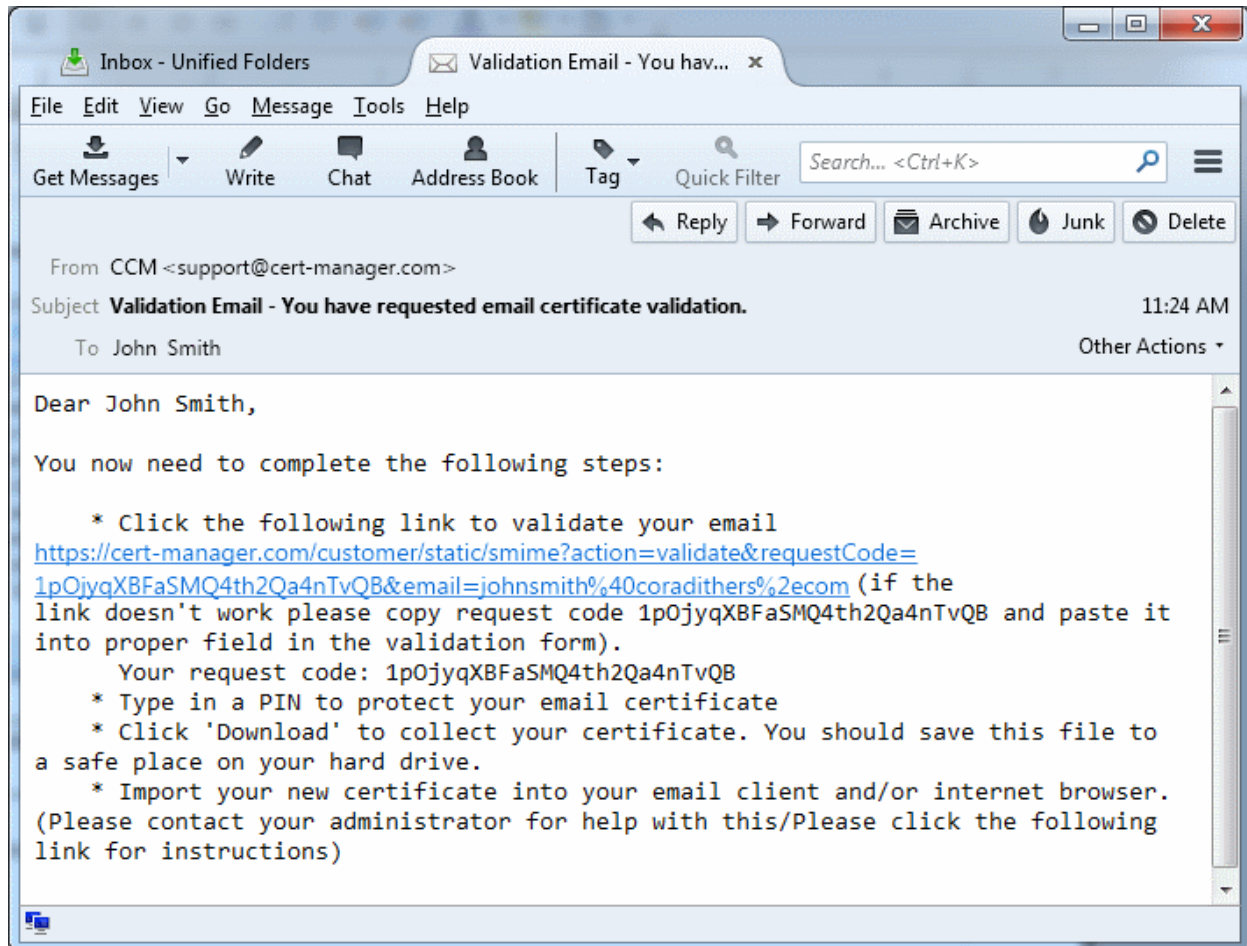 Inbox - Unified Folders
Validation Email - You hav...
File Edit View Go Message Tools Help
Get Messages Write Chat Address Book Tag Quick Filter Search... <Ctrl+K>
Reply Forward Archive Junk Delete
From CCM <support@cert-manager.com>
Subject Validation Email - You have requested email certificate validation. 11:24 AM
To John Smith Other Actions
Dear John Smith,
You now need to complete the following steps:
* Click the following link to validate your email
https://cert-manager.com/customer/static/smime?action=validate&requestCode=
1pOjyqXBFaSMQ4th2Qa4nTvQB&email=johnsmith%40coradithers%2ecom (if the
link doesn't work please copy request code 1pOjyqXBFaSMQ4th2Qa4nTvQB and paste it
into proper field in the validation form).
Your request code: 1pOjyqXBFaSMQ4th2Qa4nTvQB
* Type in a PIN to protect your email certificate
* Click 'Download' to collect your certificate. You should save this file to
a safe place on your hard drive.
* Import your new certificate into your email client and/or internet browser.
(Please contact your administrator for help with this/Please click the following
link for instructions)